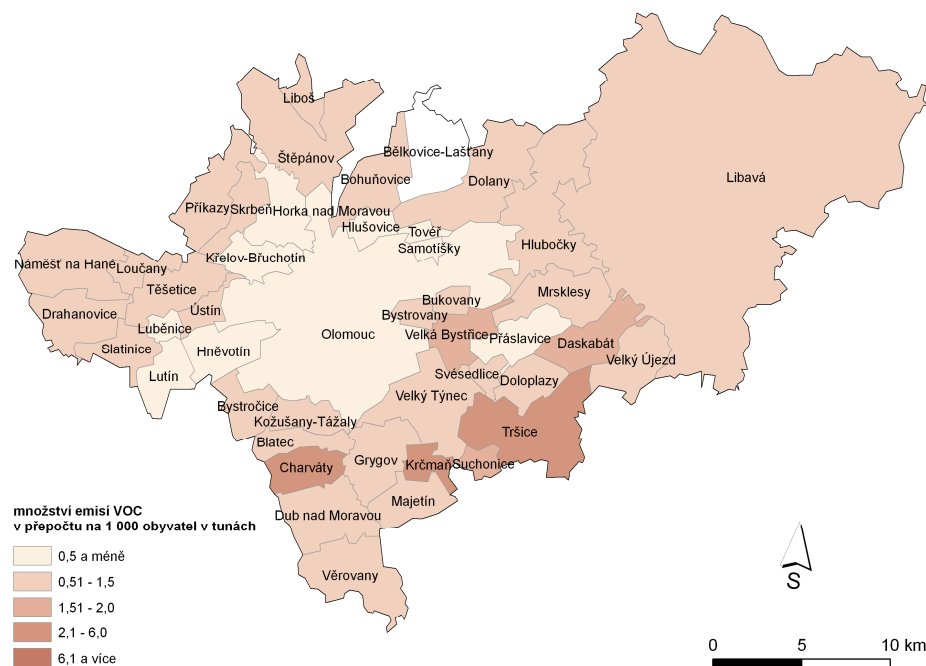 Liboš
Štěpánov
Bělkovice-Lašťany
Bohuňovice
Dolany
Libavá
Příkazy
Skrbeň
Horka nad Moravou
Hlušovice
Tovéř
Samotíšky
Hlubočky
Křelov-Břuchotín
Náměšť na Hané
Loučany
Těšetice
Mrsklesy
Bukovany
Drahanovice
Ústín
Bystrovany
Luběnice
Olomouc
Velká Bystřice
Přáslavice
Daskabát
Slatinice
Hněvotín
Velký Újezd
Lutín
Svésedlice
Doloplazy
Velký Týnec
Bystročice
Kožušany-Tážaly
Tršice
Blatec
Charváty
Grygov
Krčmaň
Suchonice
Majetín
Dub nad Moravou
Věrovany
množství emisí VOC
v přepočtu na 1 000 obyvatel v tunách
0,5 a méně
0,51 - 1,5
1,51 - 2,0
2,1 - 6,0
6,1 a více
S
0 5 10 km